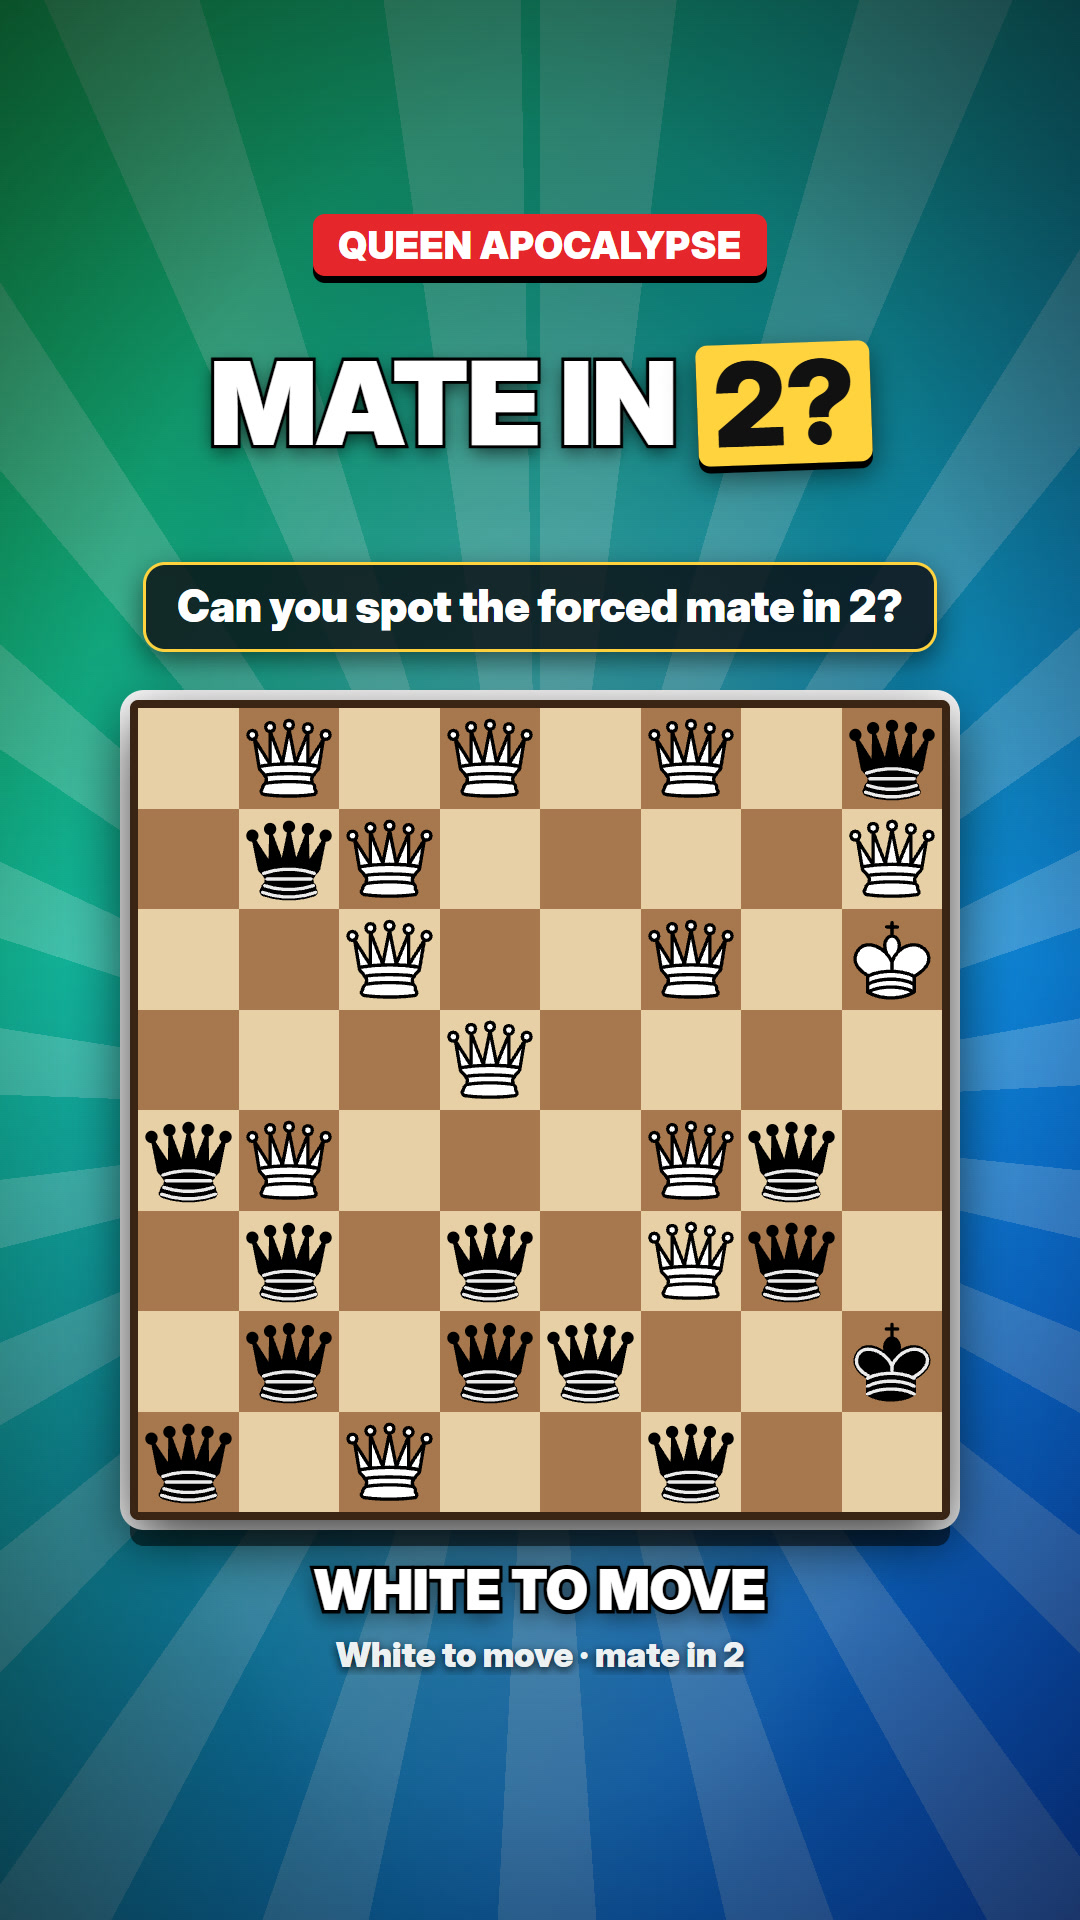 QUEEN APOCALYPSE
MATE IN 2?
Can you spot the forced mate in 2?
WHITE TO MOVE
White to move · mate in 2